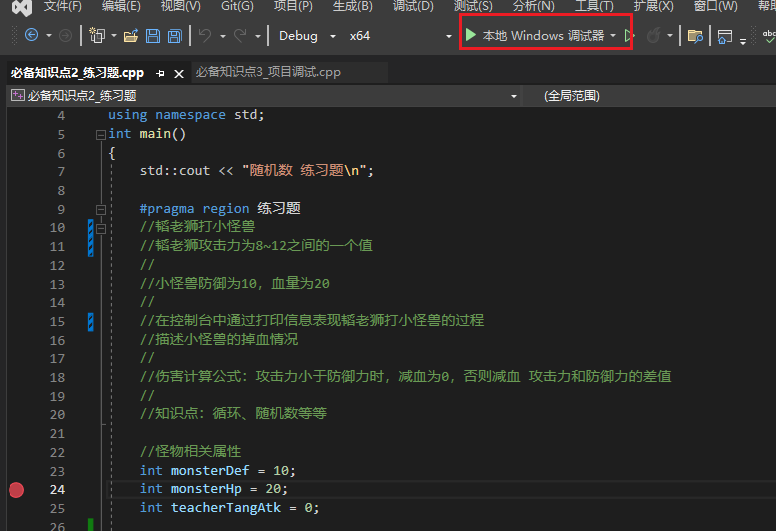 文件(F) 编辑(E) 视图(V) Git(G) 项目(P) 生成(B) 调试(D) 测试(S) 分析(N) 工具(T) 扩展(X) 窗口(W)
Debug x64 本地 Windows 调试器
必备知识点2_练习题.cpp 必备知识点3_项目调试.cpp
必备知识点2_练习题 (全局范围)
4 using namespace std;
5 int main()
6 {
7 std::cout << "随机数 练习题\n";
8
9 #pragma region 练习题
10 //韬老狮打小怪兽
11 //韬老狮攻击力为8~12之间的一个值
12 //
13 //小怪兽防御为10，血量为20
14 //
15 //在控制台中通过打印信息表现韬老狮打小怪兽的过程
16 //描述小怪兽的掉血情况
17 //
18 //伤害计算公式：攻击力小于防御力时，减血为0，否则减血 攻击力和防御力的差值
19 //
20 //知识点：循环、随机数等等
21
22 //怪物相关属性
23 int monsterDef = 10;
24 int monsterHp = 20;
25 int teacherTangAtk = 0;
26